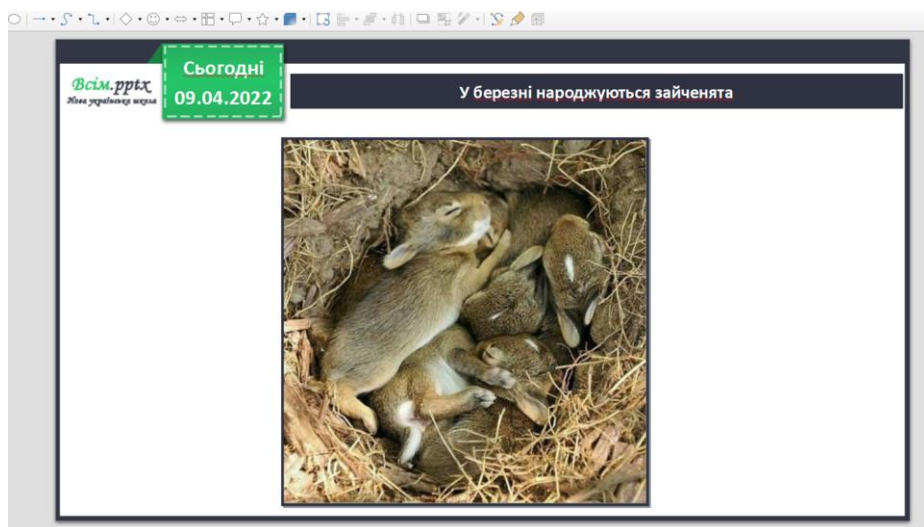 Всім.pptx
Нова українська школа
Сьогодні
09.04.2022
У березні народжуються зайченята